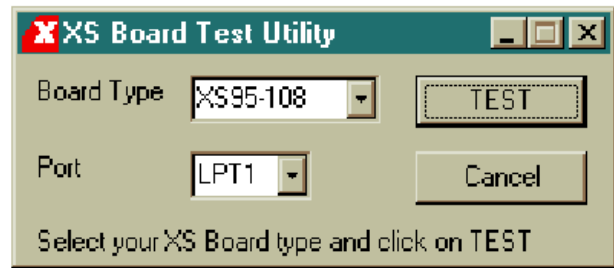 XS Board Test Utility
Board Type XS95-108 TEST
Port LPT1 Cancel
Select your XS Board type and click on TEST